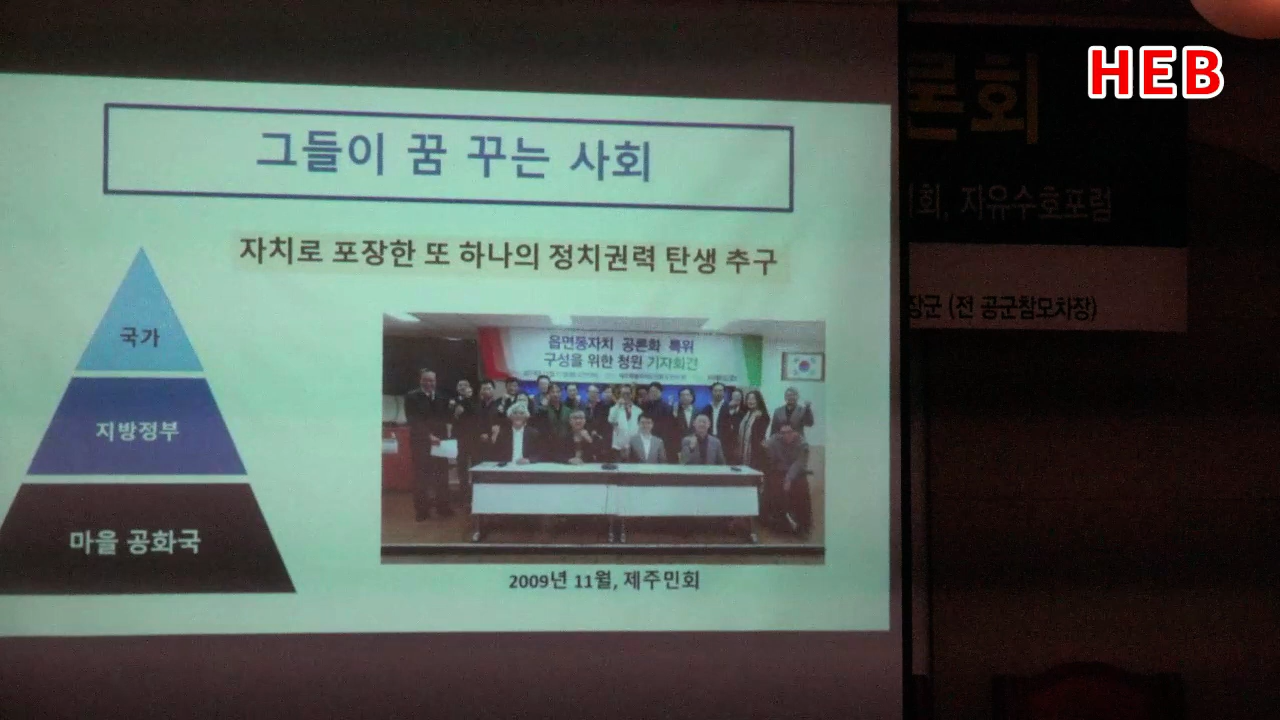 HEB
론회
회, 자유수호포럼
장군 (전 공군참모차장)
그들이 꿈 꾸는 사회
자치로 포장한 또 하나의 정치권력 탄생 추구
국가
지방정부
마을 공화국
읍면동자치 공론화 특위
구성을 위한 청원 기자회견
2009년 11월, 제주민회